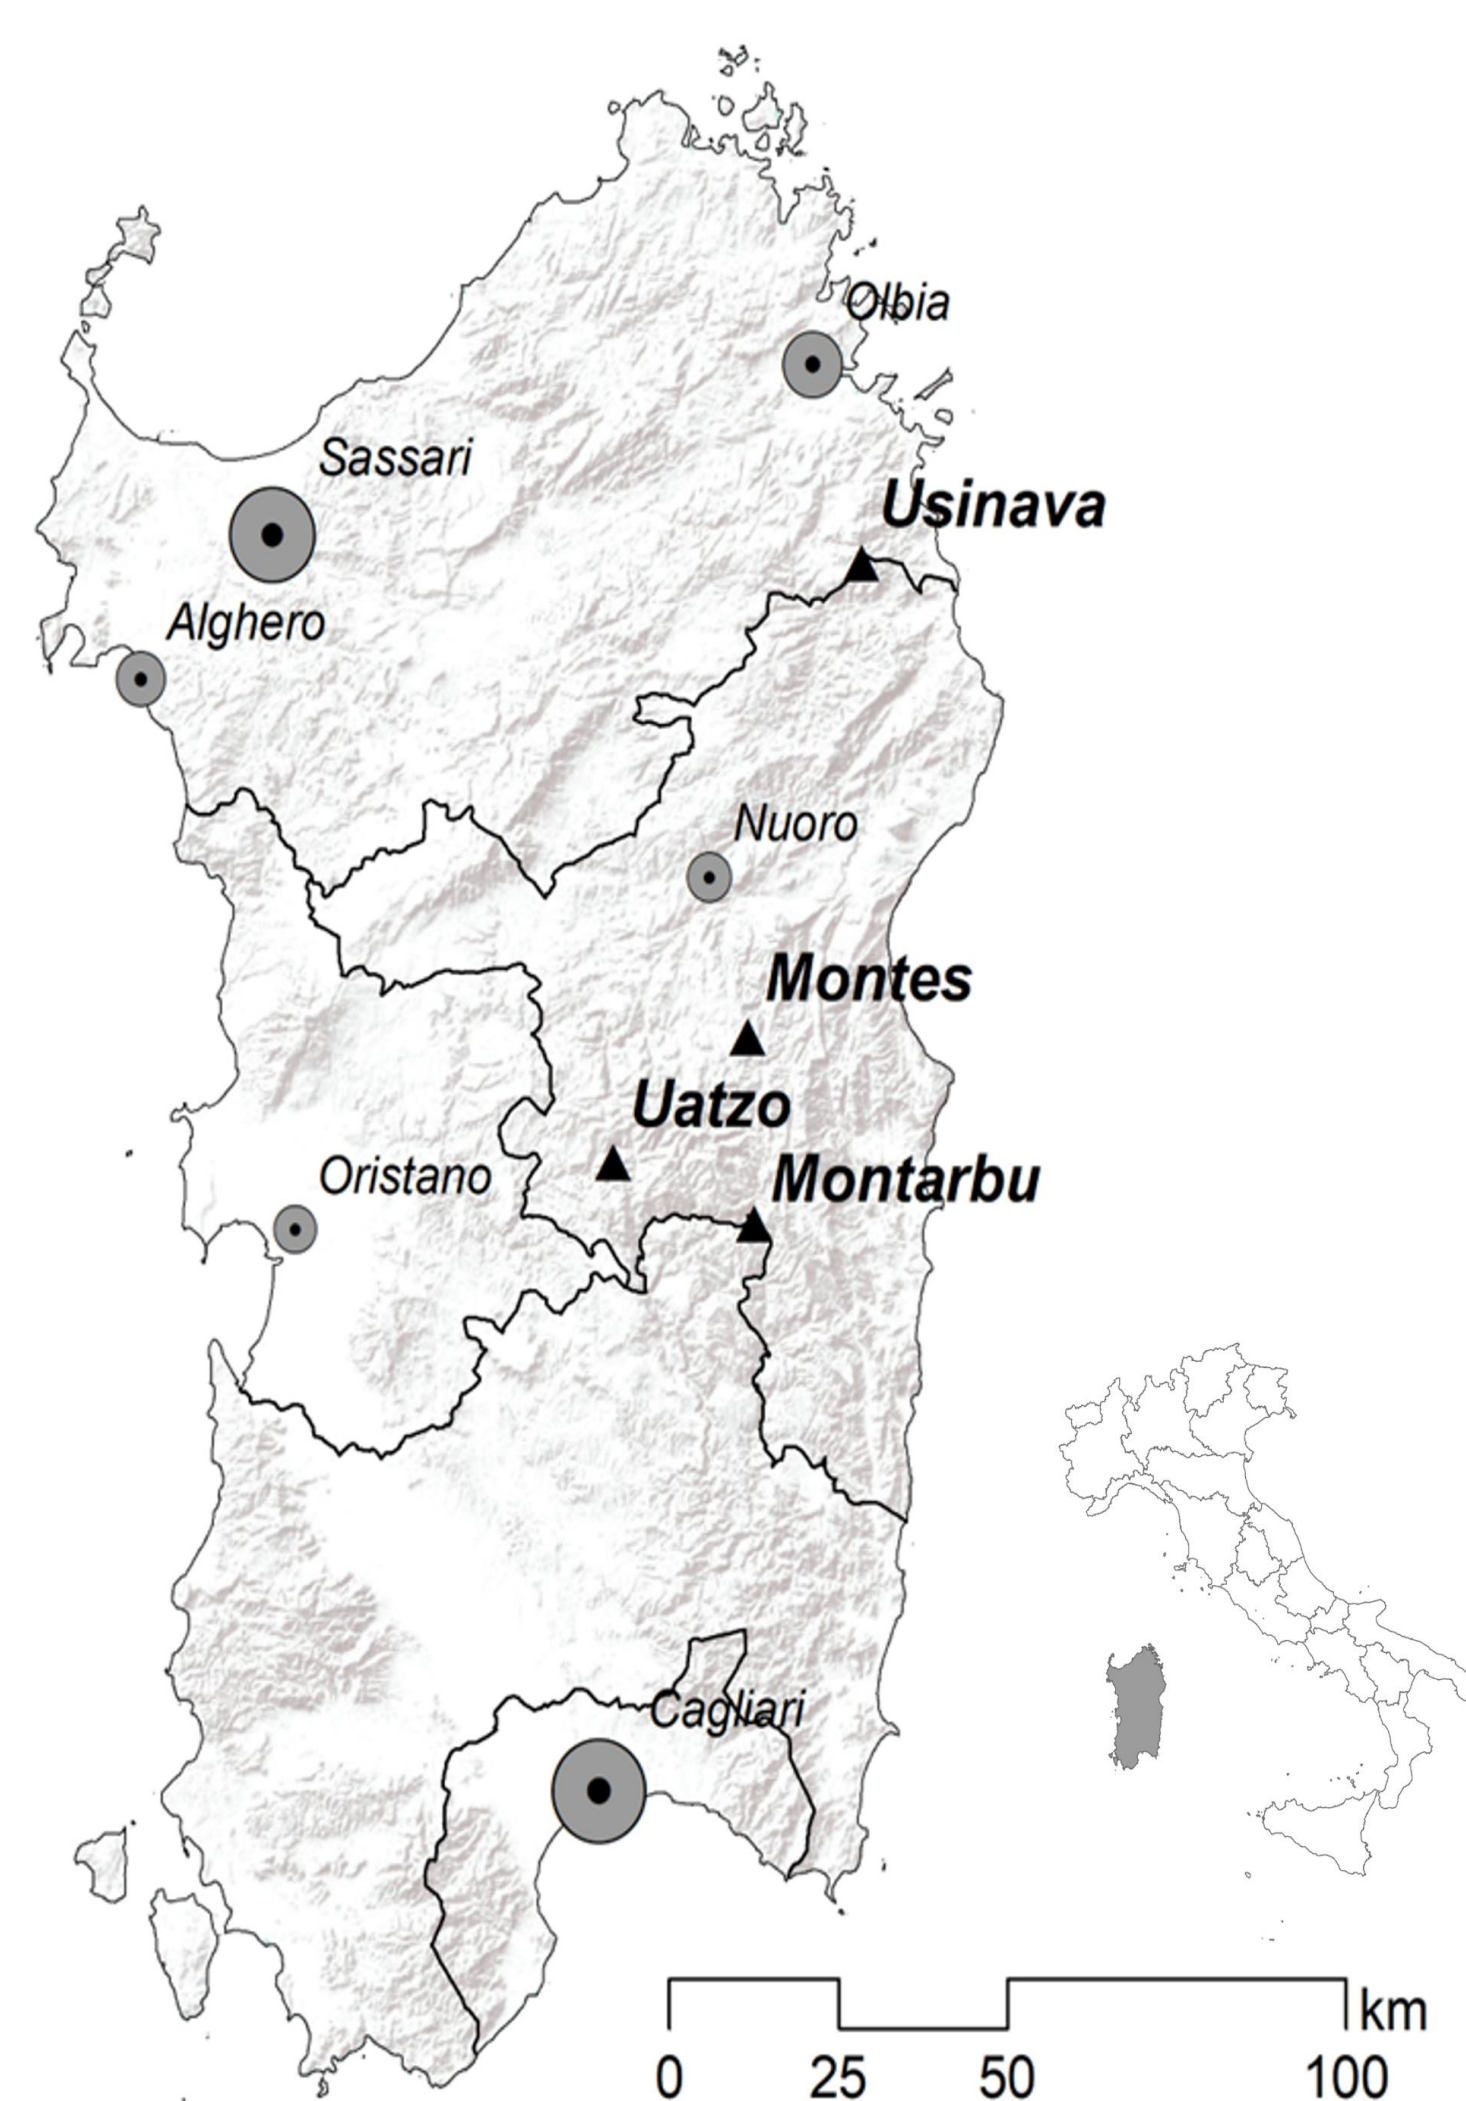 Olbia
Sassari
Usinava
Alghero
Nuoro
Montes
Uatzo
Oristano
Montarbu
Cagliari
km
0 25 50 100